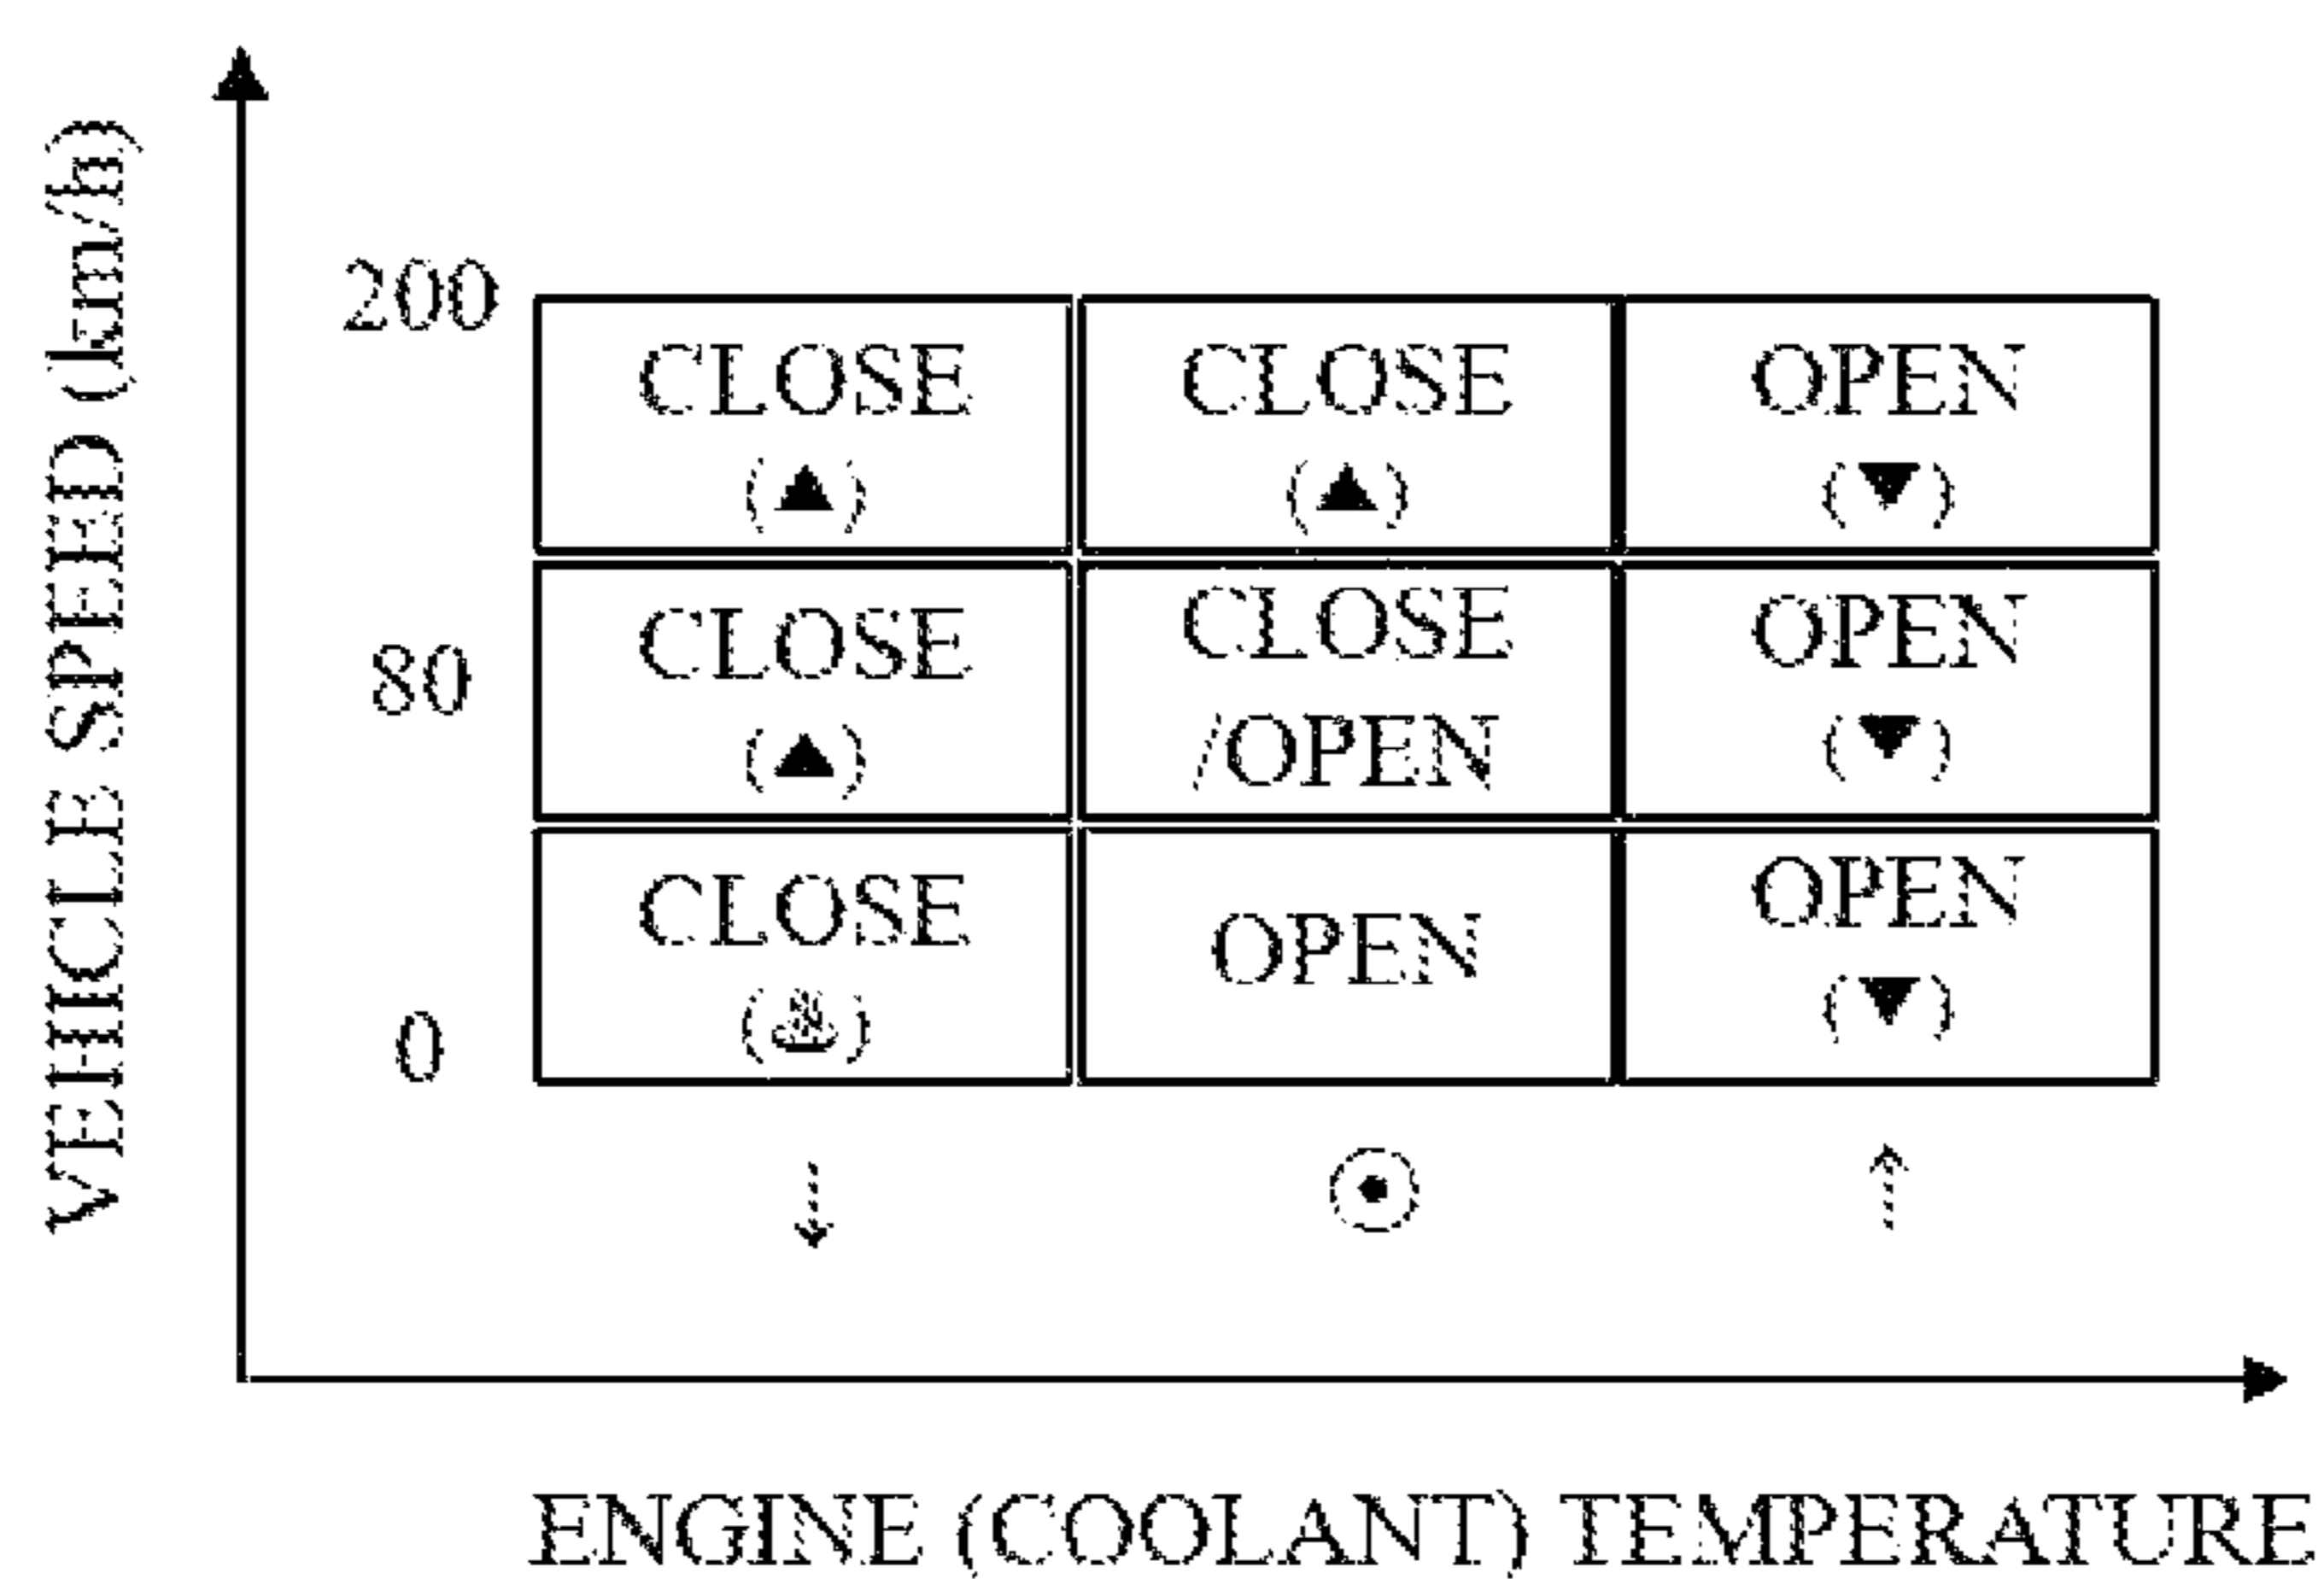 VEHICLE SPEED (km/h)
200
CLOSE
(▲)
CLOSE
(▲)
OPEN
(▼)
80
CLOSE
(▲)
CLOSE
/OPEN
OPEN
(▼)
0
CLOSE
(♨)
OPEN
OPEN
(▼)
↓
⊙
↑
ENGINE (COOLANT) TEMPERATURE